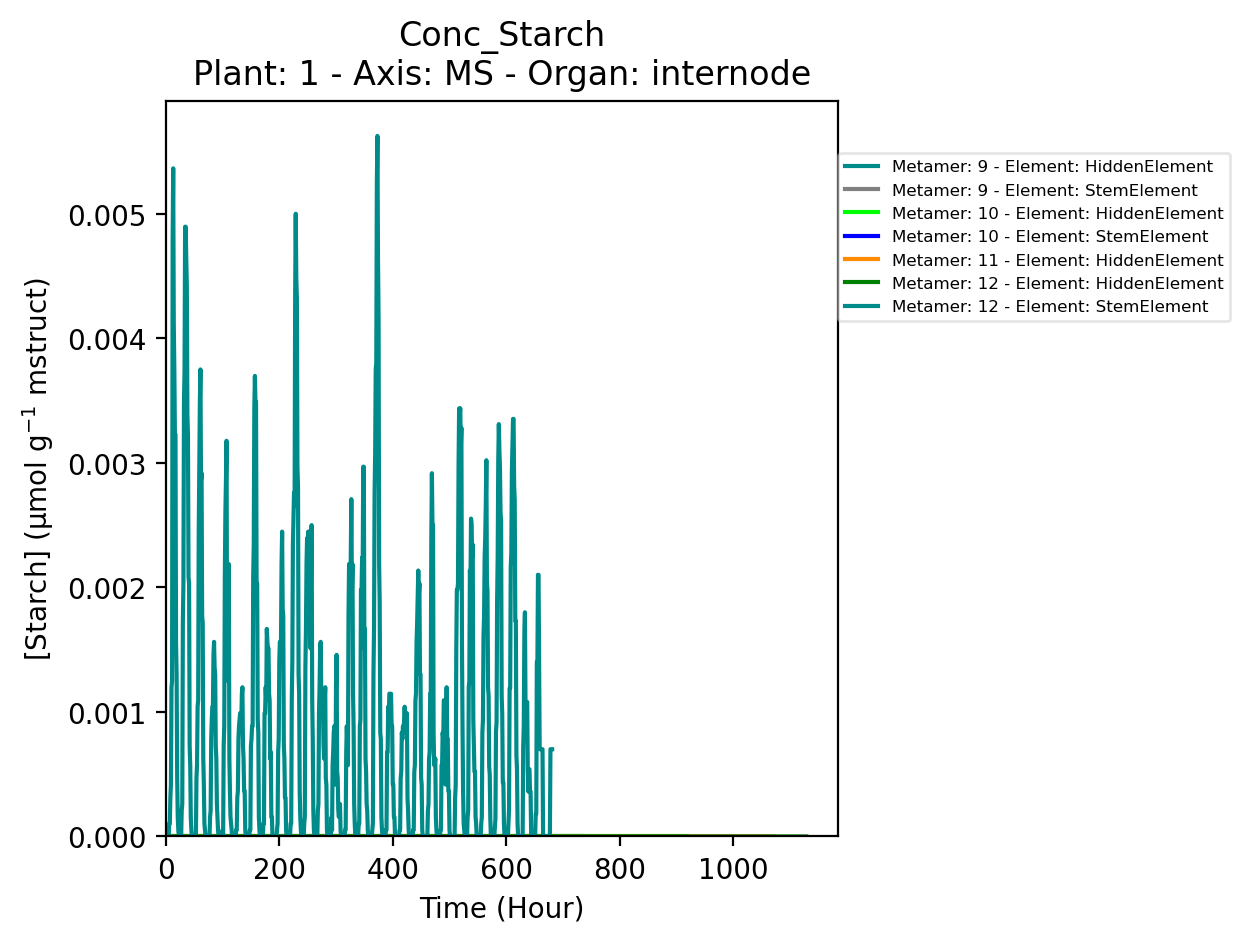 Conc_Starch
Plant: 1 - Axis: MS - Organ: internode
[Starch] (µmol g⁻¹ mstruct)
0.005
0.004
0.003
0.002
0.001
0.000
0 200 400 600 800 1000
Time (Hour)
Metamer: 9 - Element: HiddenElement
Metamer: 9 - Element: StemElement
Metamer: 10 - Element: HiddenElement
Metamer: 10 - Element: StemElement
Metamer: 11 - Element: HiddenElement
Metamer: 12 - Element: HiddenElement
Metamer: 12 - Element: StemElement